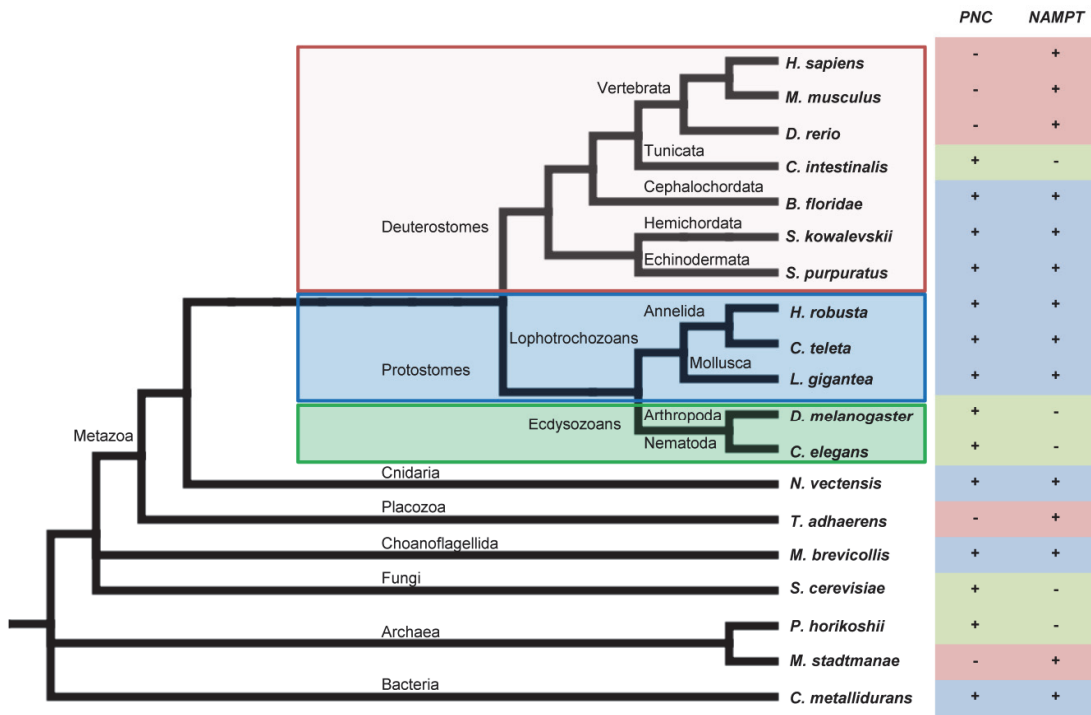 PNC NAMPT
H. sapiens - +
Vertebrata
M. musculus - +
D. rerio - +
Tunicata
C. intestinalis + -
Cephalochordata
B. floridae + +
Deuterostomes
Hemichordata
S. kowalevskii + +
Echinodermata
S. purpuratus + +
Annelida
H. robusta + +
Lophotrochozoans
C. teleta + +
Mollusca
Protostomes
L. gigantea + +
Ecdysozoans
Arthropoda
D. melanogaster + -
Nematoda
C. elegans + -
Metazoa
Cnidaria
N. vectensis + +
Placozoa
T. adhaerens - +
Choanoflagellida
M. brevicollis + +
Fungi
S. cerevisiae + -
P. horikoshii + -
Archaea
M. stadtmanae - +
Bacteria
C. metallidurans + +